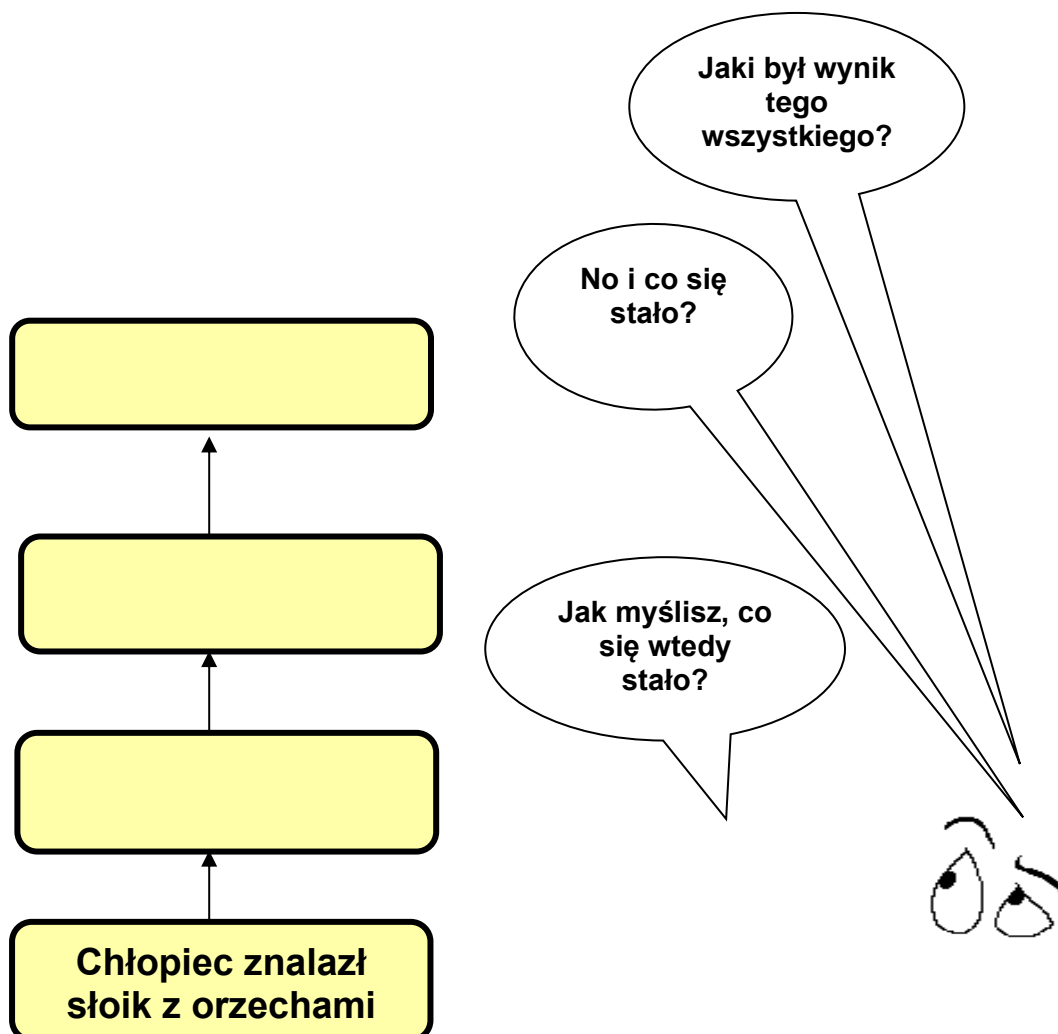 Jaki był wynik
tego
wszystkiego?
No i co się
stało?
Jak myślisz, co
się wtedy
stało?
Chłopiec znalazł
słoik z orzechami